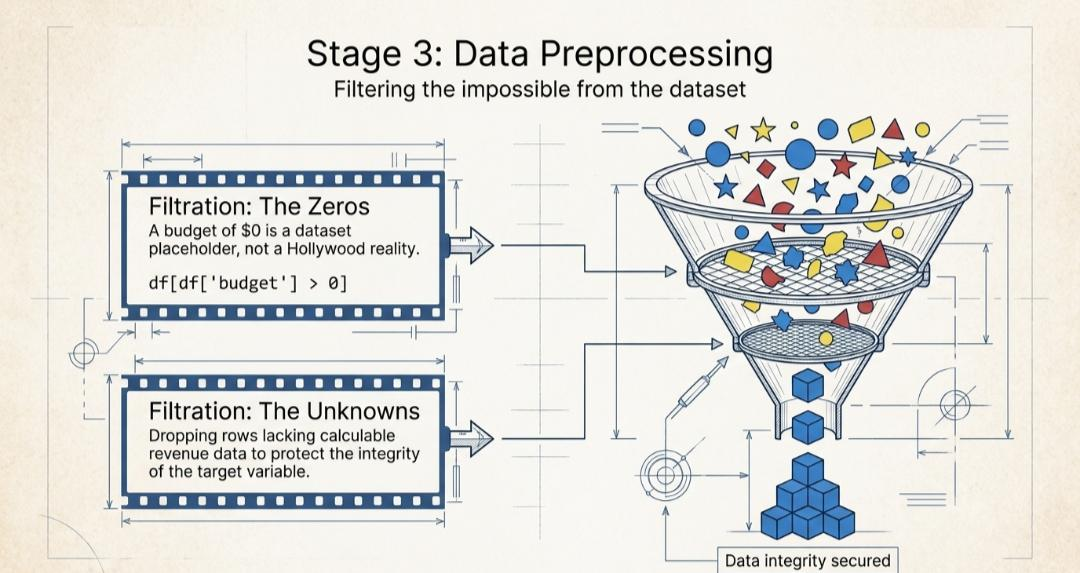 Stage 3: Data Preprocessing
Filtering the impossible from the dataset
Filtration: The Zeros
A budget of $0 is a dataset
placeholder, not a Hollywood reality.
df[df['budget'] > 0]
Filtration: The Unknowns
Dropping rows lacking calculable
revenue data to protect the integrity
of the target variable.
Data integrity secured